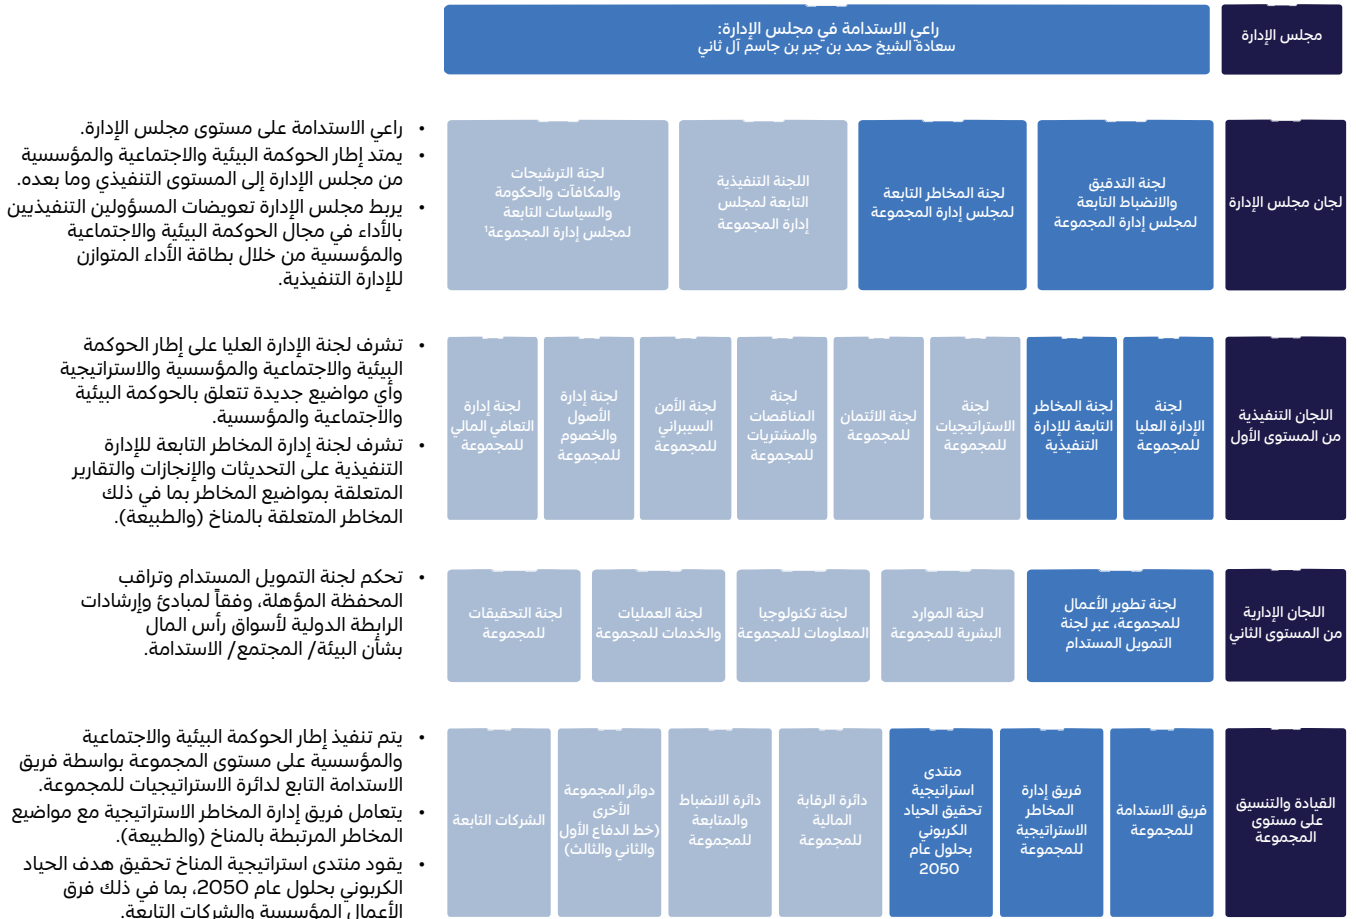 مجلس الإدارة
راعي الاستدامة في مجلس الإدارة:
سعادة الشيخ حمد بن جبر بن جاسم آل ثاني
لجان مجلس الإدارة
لجنة التدقيق
والانضباط التابعة
لمجلس إدارة المجموعة
لجنة المخاطر التابعة
لمجلس إدارة المجموعة
اللجنة التنفيذية
التابعة لمجلس
إدارة المجموعة
لجنة الترشيحات
والمكافآت والحكومة
والسياسات التابعة
لمجلس إدارة المجموعة¹
• راعي الاستدامة على مستوى مجلس الإدارة.
• يمتد إطار الحوكمة البيئية والاجتماعية والمؤسسية
من مجلس الإدارة إلى المستوى التنفيذي وما بعده.
• يربط مجلس الإدارة تعويضات المسؤولين التنفيذيين
بالأداء في مجال الحوكمة البيئية والاجتماعية
والمؤسسية من خلال بطاقة الأداء المتوازن
للإدارة التنفيذية.
اللجان التنفيذية
من المستوى الأول
لجنة
الإدارة العليا
للمجموعة
لجنة المخاطر
التابعة للإدارة
التنفيذية
لجنة
الاستراتيجيات
للمجموعة
لجنة الائتمان
للمجموعة
لجنة
المناقصات
والمشتريات
للمجموعة
لجنة الأمن
السيبراني
للمجموعة
لجنة إدارة
الأصول
والخصوم
للمجموعة
لجنة إدارة
التعافي المالي
للمجموعة
• تشرف لجنة الإدارة العليا على إطار الحوكمة
البيئية والاجتماعية والمؤسسية والاستراتيجية
وأي مواضيع جديدة تتعلق بالحوكمة البيئية
والاجتماعية والمؤسسية.
• تشرف لجنة إدارة المخاطر التابعة للإدارة
التنفيذية على التحديثات والإنجازات والتقارير
المتعلقة بمواضيع المخاطر بما في ذلك
المخاطر المتعلقة بالمناخ (والطبيعة).
اللجان الإدارية
من المستوى الثاني
لجنة تطوير الأعمال
للمجموعة، عبر لجنة
التمويل المستدام
لجنة الموارد
البشرية للمجموعة
لجنة تكنولوجيا
المعلومات للمجموعة
لجنة العمليات
والخدمات للمجموعة
لجنة التحقيقات
للمجموعة
• تحكم لجنة التمويل المستدام وتراقب
المحفظة المؤهلة، وفقاً لمبادئ وإرشادات
الرابطة الدولية لأسواق رأس المال
بشأن البيئة/ المجتمع/ الاستدامة.
القيادة والتنسيق
على مستوى
المجموعة
فريق الاستدامة
للمجموعة
فريق إدارة
المخاطر
الاستراتيجية
للمجموعة
منتدى
استراتيجية
تحقيق الحياد
الكربوني
بحلول عام
2050
دائرة الرقابة
المالية
للمجموعة
دائرة الانضباط
والمتابعة
للمجموعة
دوائر المجموعة
الأخرى
(خط الدفاع الأول
والثاني والثالث)
الشركات التابعة
• يتم تنفيذ إطار الحوكمة البيئية والاجتماعية
والمؤسسية على مستوى المجموعة بواسطة فريق
الاستدامة التابع لدائرة الاستراتيجيات للمجموعة.
• يتعامل فريق إدارة المخاطر الاستراتيجية مع مواضيع
المخاطر المرتبطة بالمناخ (والطبيعة).
• يقود منتدى استراتيجية المناخ تحقيق هدف الحياد
الكربوني بحلول عام 2050، بما في ذلك فرق
الأعمال المؤسسية والشركات التابعة.